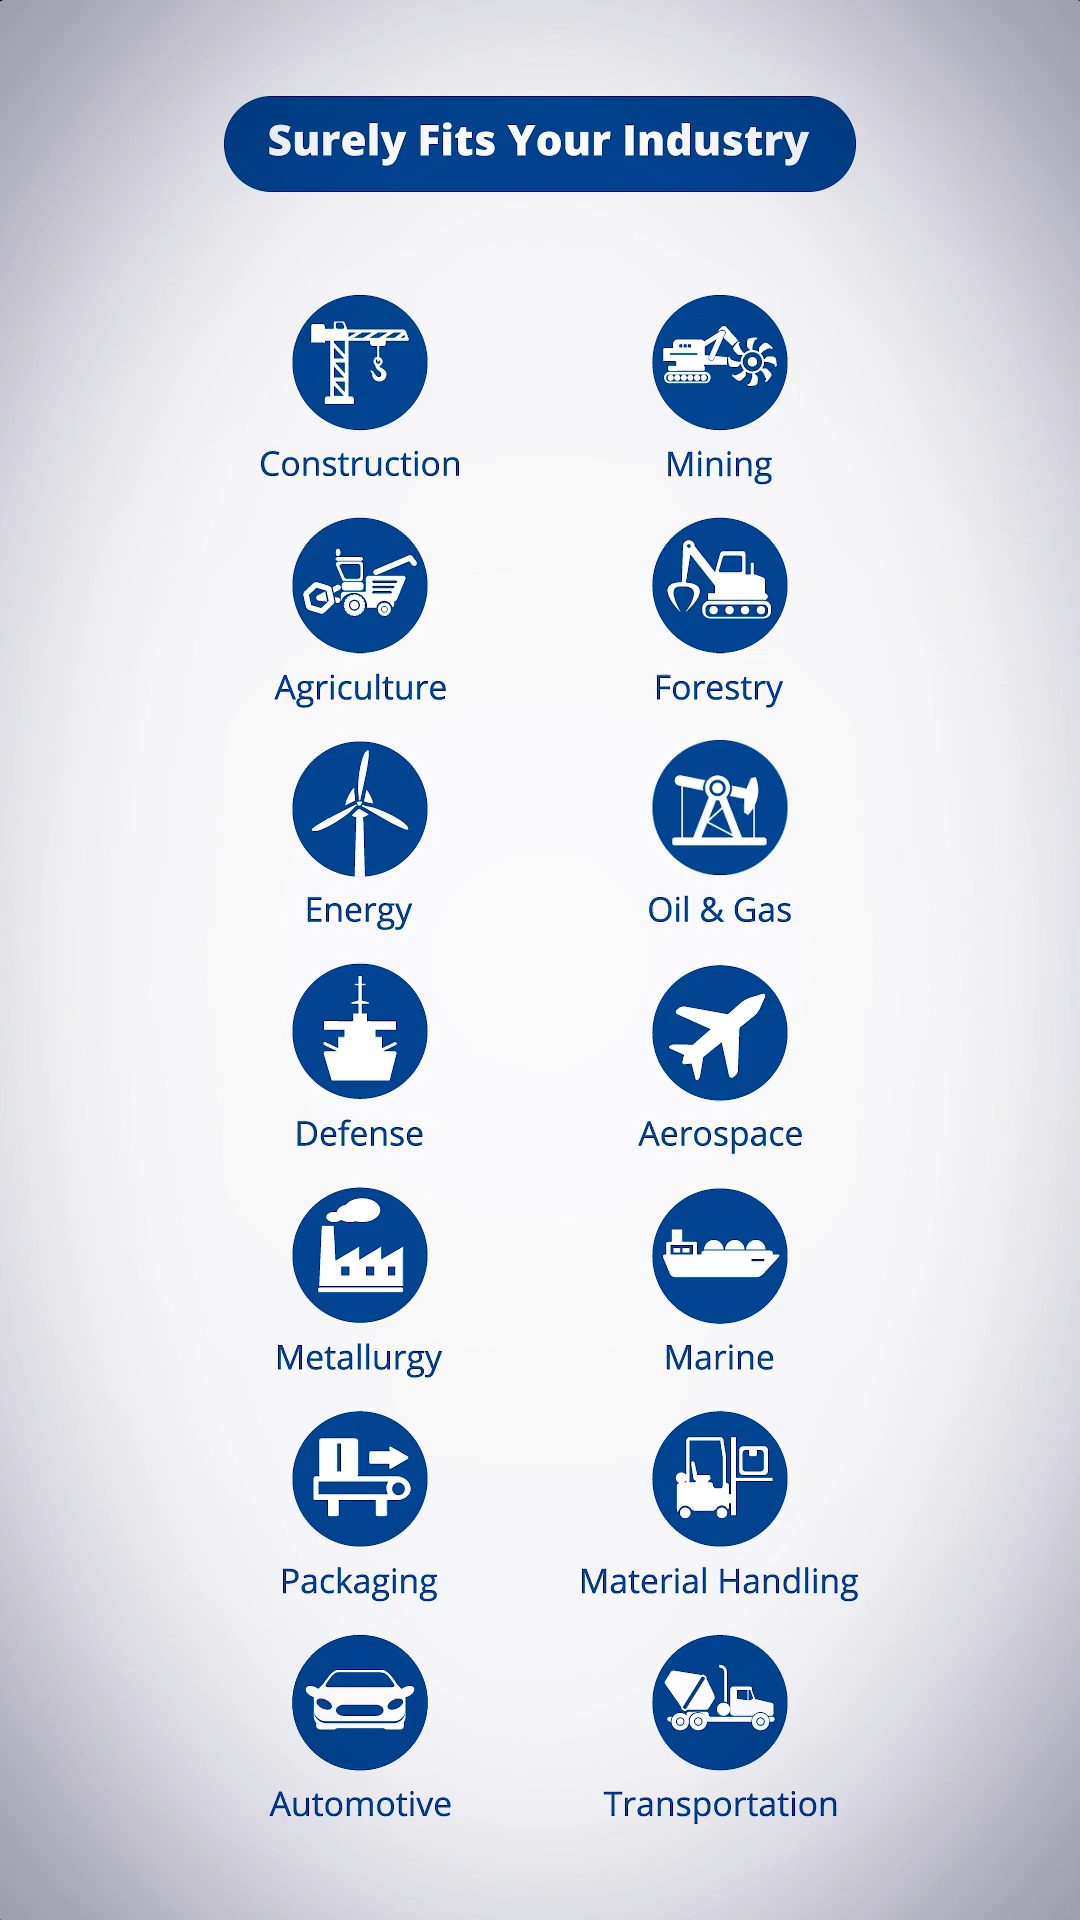 Surely Fits Your Industry
Construction
Mining
Agriculture
Forestry
Energy
Oil & Gas
Defense
Aerospace
Metallurgy
Marine
Packaging
Material Handling
Automotive
Transportation